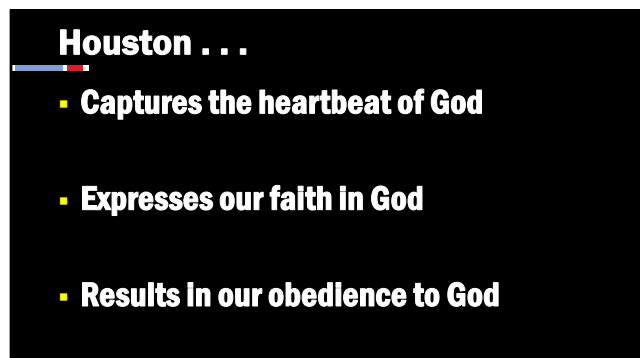 Houston . . .
Captures the heartbeat of God
Expresses our faith in God
Results in our obedience to God